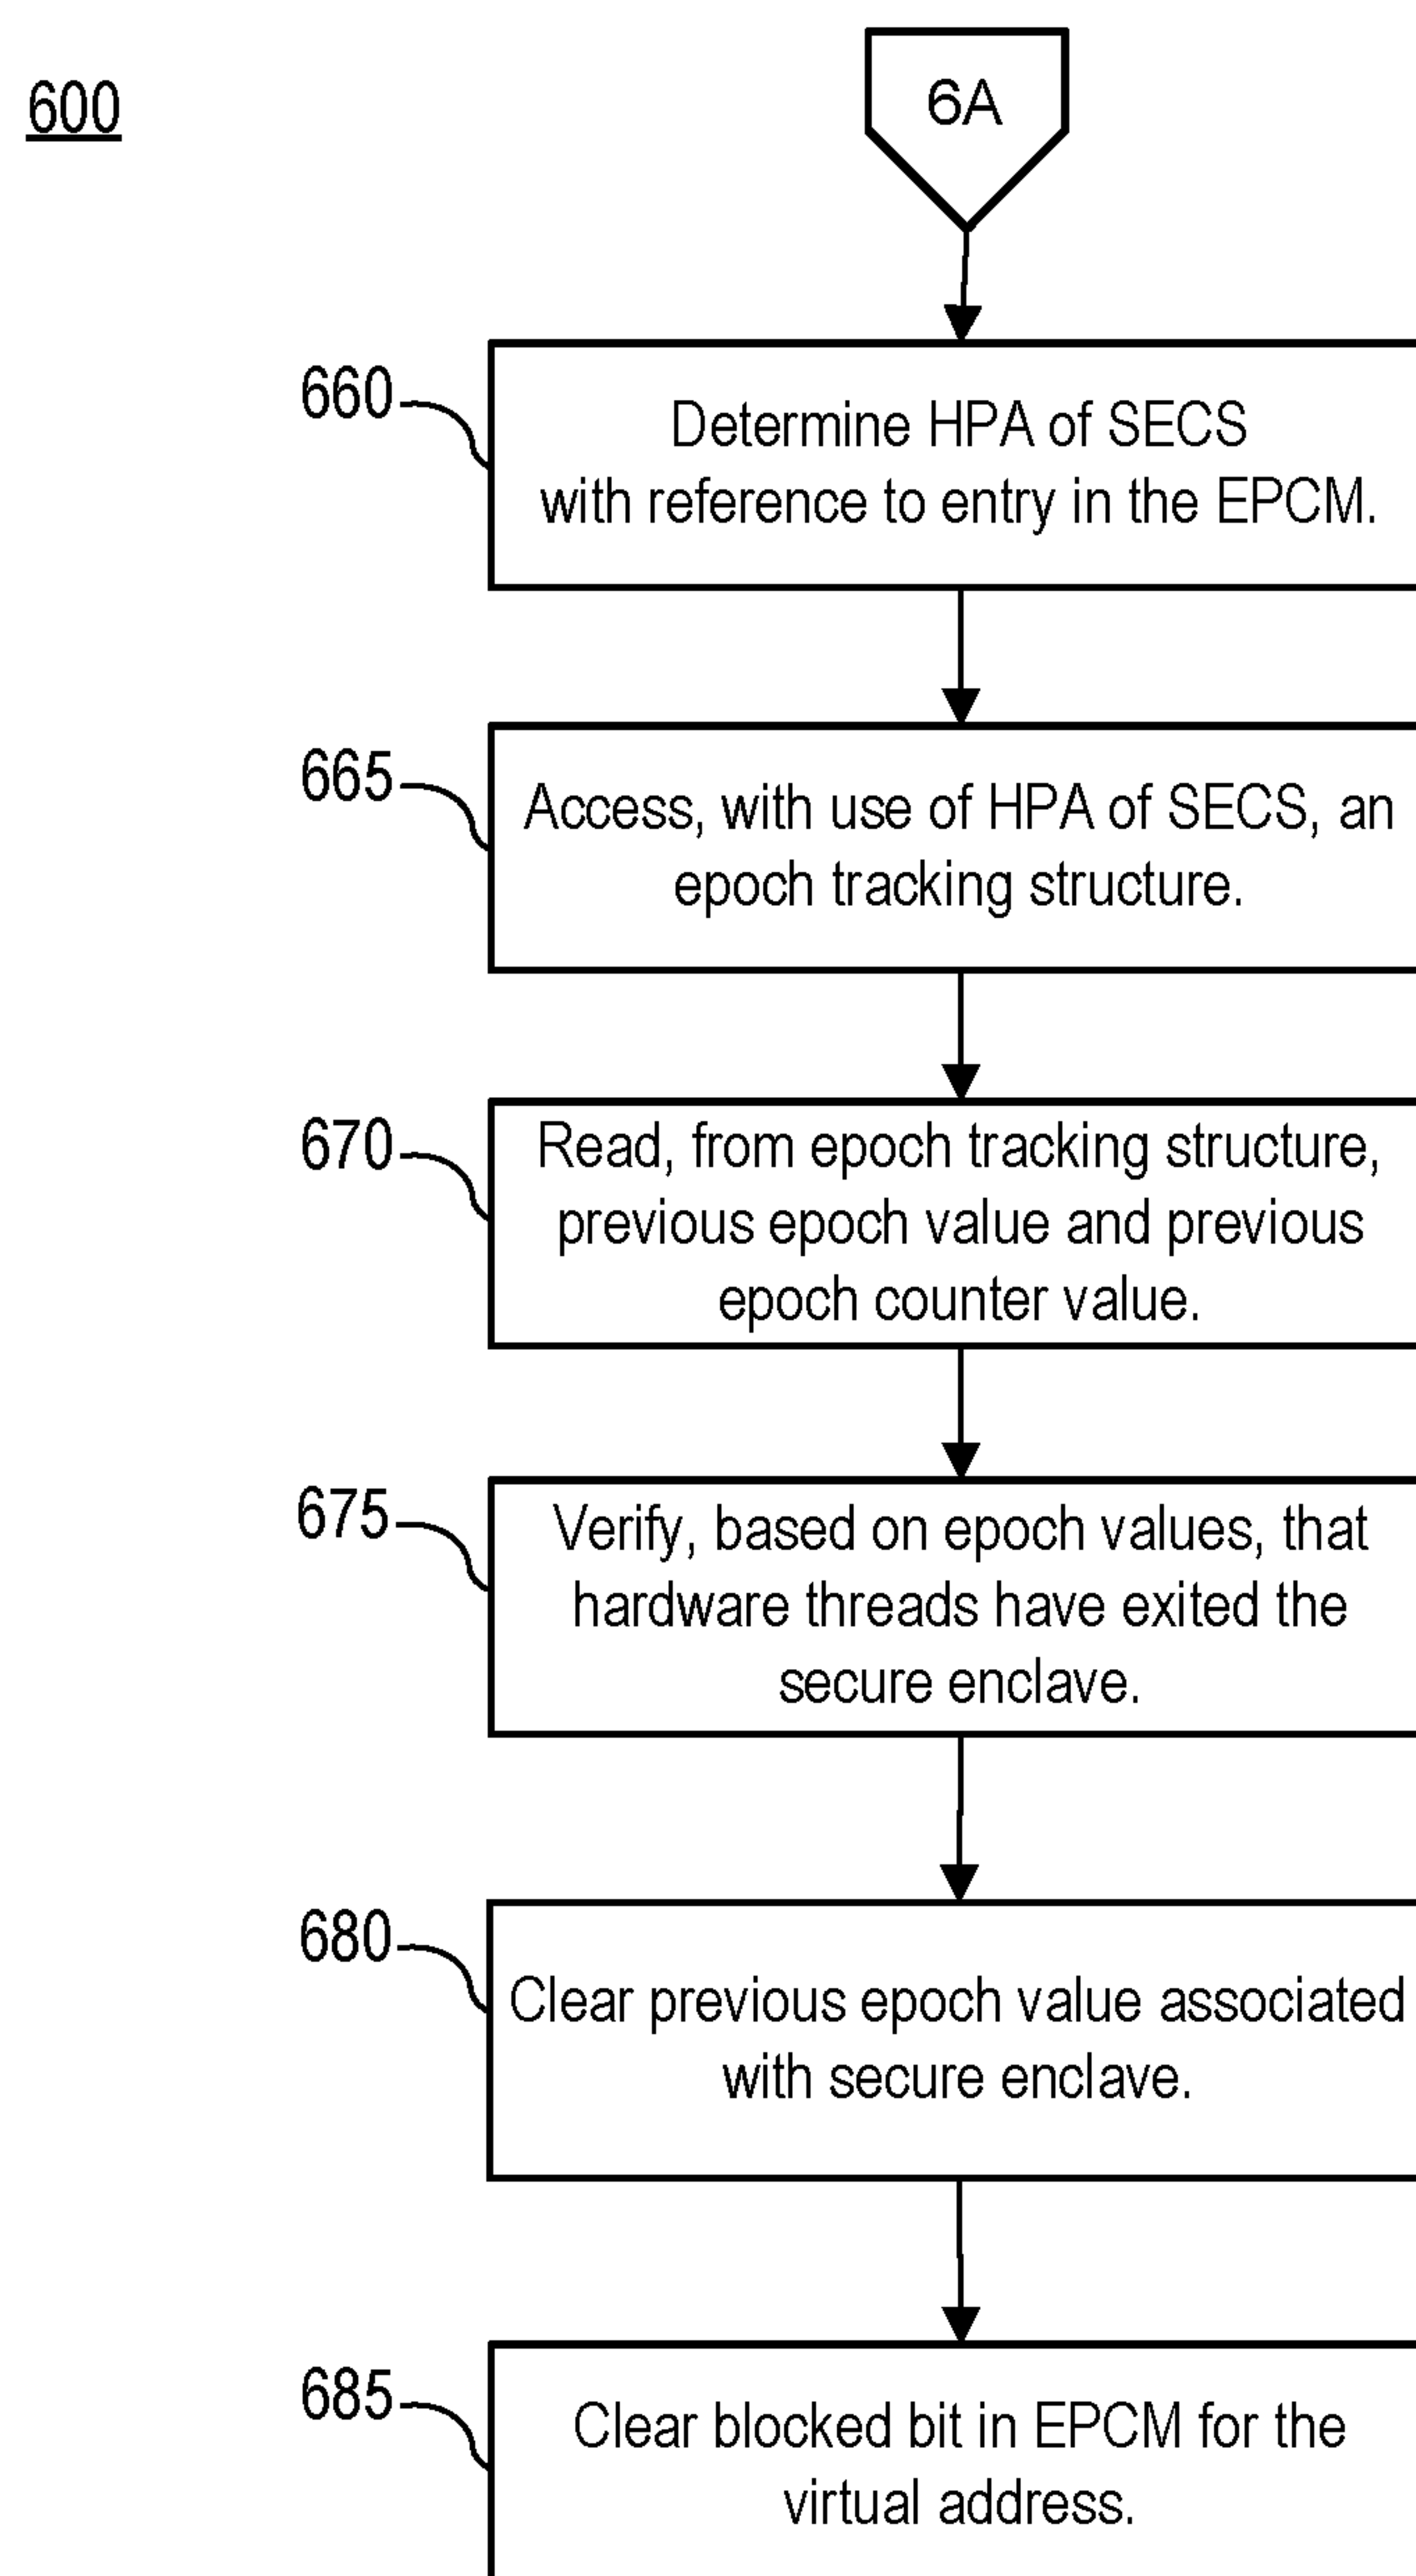 600
6A
660
Determine HPA of SECS
with reference to entry in the EPCM.
665
Access, with use of HPA of SECS, an
epoch tracking structure.
670
Read, from epoch tracking structure,
previous epoch value and previous
epoch counter value.
675
Verify, based on epoch values, that
hardware threads have exited the
secure enclave.
680
Clear previous epoch value associated
with secure enclave.
685
Clear blocked bit in EPCM for the
virtual address.